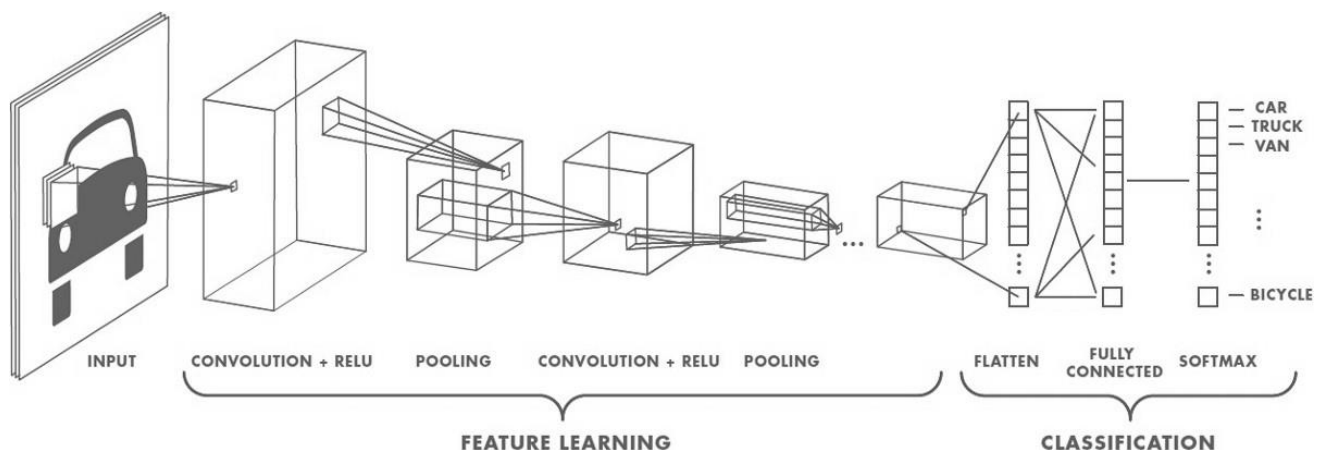 CAR
TRUCK
VAN
BICYCLE
INPUT
CONVOLUTION + RELU
POOLING
CONVOLUTION + RELU
POOLING
FLATTEN
FULLY
CONNECTED
SOFTMAX
FEATURE LEARNING
CLASSIFICATION